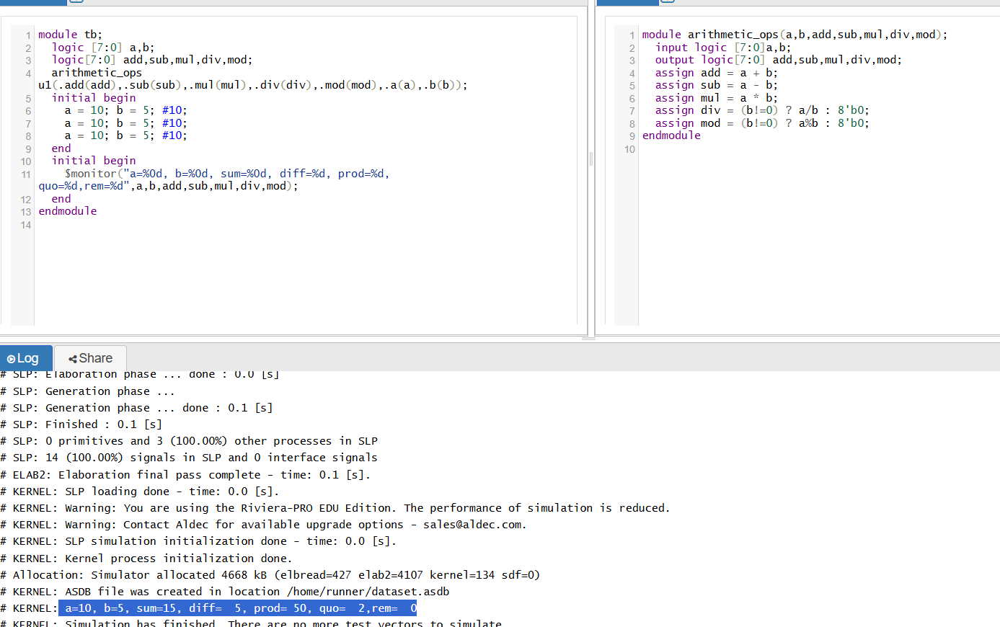 1 module tb;
2 logic [7:0] a,b;
3 logic[7:0] add,sub,mul,div,mod;
4 arithmetic_ops
u1(.add(add),.sub(sub),.mul(mul),.div(div),.mod(mod),.a(a),.b(b));
5 initial begin
6 a = 10; b = 5; #10;
7 a = 10; b = 5; #10;
8 a = 10; b = 5; #10;
9 end
10 initial begin
11 $monitor("a=%0d, b=%0d, sum=%0d, diff=%d, prod=%d,
quo=%d,rem=%d",a,b,add,sub,mul,div,mod);
12 end
13 endmodule
14
1 module arithmetic_ops(a,b,add,sub,mul,div,mod);
2 input logic [7:0]a,b;
3 output logic[7:0] add,sub,mul,div,mod;
4 assign add = a + b;
5 assign sub = a - b;
6 assign mul = a * b;
7 assign div = (b!=0) ? a/b : 8'b0;
8 assign mod = (b!=0) ? a%b : 8'b0;
9 endmodule
10
Log Share
# SLP: Elaboration phase ... done : 0.0 [s]
# SLP: Generation phase ...
# SLP: Generation phase ... done : 0.1 [s]
# SLP: Finished : 0.1 [s]
# SLP: 0 primitives and 3 (100.00%) other processes in SLP
# SLP: 14 (100.00%) signals in SLP and 0 interface signals
# ELAB2: Elaboration final pass complete - time: 0.1 [s].
# KERNEL: SLP loading done - time: 0.0 [s].
# KERNEL: Warning: You are using the Riviera-PRO EDU Edition. The performance of simulation is reduced.
# KERNEL: Warning: Contact Aldec for available upgrade options - sales@aldec.com.
# KERNEL: SLP simulation initialization done - time: 0.0 [s].
# KERNEL: Kernel process initialization done.
# Allocation: Simulator allocated 4668 kB (elbread=427 elab2=4107 kernel=134 sdf=0)
# KERNEL: ASDB file was created in location /home/runner/dataset.asdb
# KERNEL: a=10, b=5, sum=15, diff=  5, prod= 50, quo=  2,rem=  0
# KERNEL: Simulation has finished. There are no more test vectors to simulate.